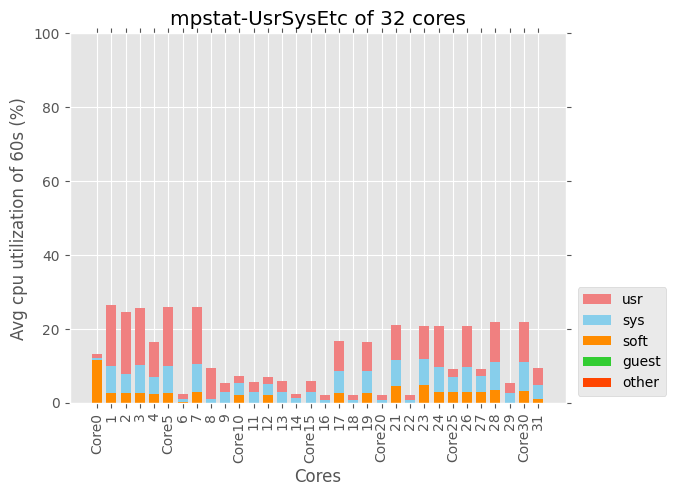 mpstat-UsrSysEtc of 32 cores
Avg cpu utilization of 60s (%)
100
80
60
40
20
0
Core0
1
2
3
4
Core5
6
7
8
9
Core10
11
12
13
14
Core15
16
17
18
19
Core20
21
22
23
24
Core25
26
27
28
29
Core30
31
Cores
usr
sys
soft
guest
other